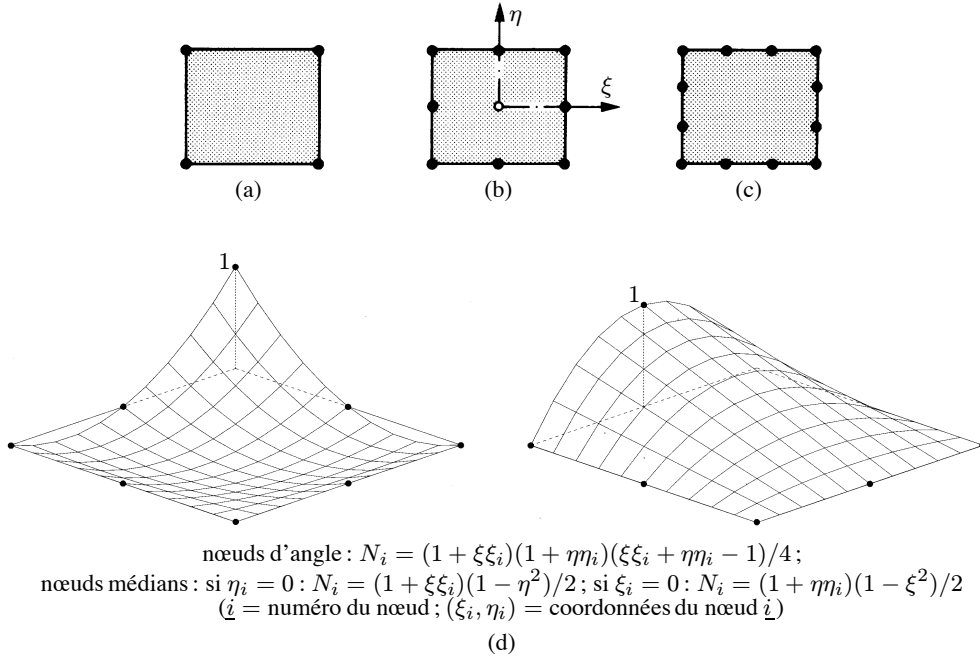 η
ξ
(a)
(b)
(c)
1
1
nœuds d'angle : N_i = (1 + ξξ_i)(1 + ηη_i)(ξξ_i + ηη_i − 1)/4 ;
nœuds médians : si η_i = 0 : N_i = (1 + ξξ_i)(1 − η²)/2 ; si ξ_i = 0 : N_i = (1 + ηη_i)(1 − ξ²)/2
(i = numéro du nœud ; (ξ_i, η_i) = coordonnées du nœud i )
(d)